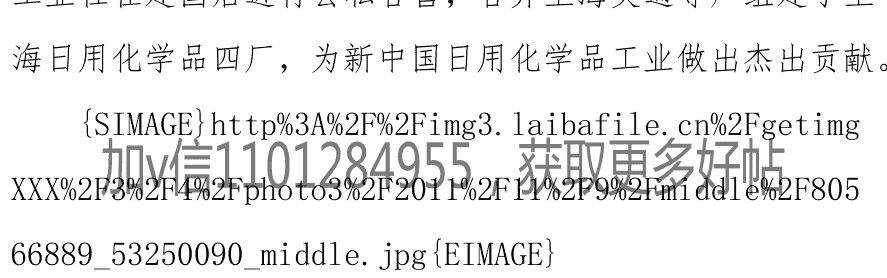 海日用化学品四厂，为新中国日用化学品工业做出杰出贡献。
{SIMAGE}http%3A%2F%2Fimg3.laibafile.cn%2Fgetimg
加v信1101284955，获取更多好帖
XXX%2F3%2F4%2Fphoto3%2F2011%2F11%2F9%2Fmiddle%2F805
66889_53250090_middle.jpg{EIMAGE}